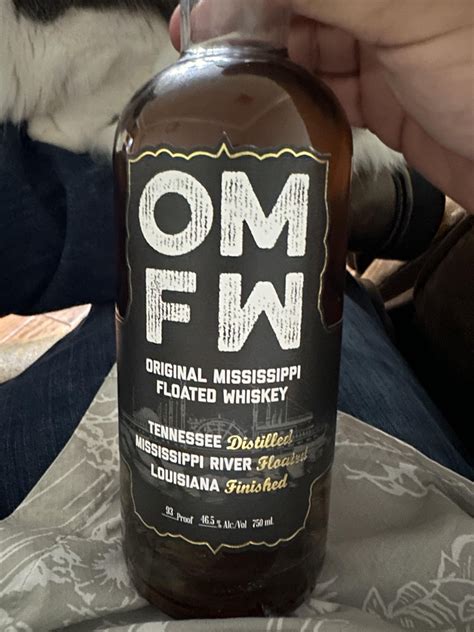 OM
FW
ORIGINAL MISSISSIPPI
FLOATED WHISKEY
TENNESSEE Distilled
MISSISSIPPI RIVER Floated
LOUISIANA Finished
93 Proof 46.5% Alc/Vol 750 mL